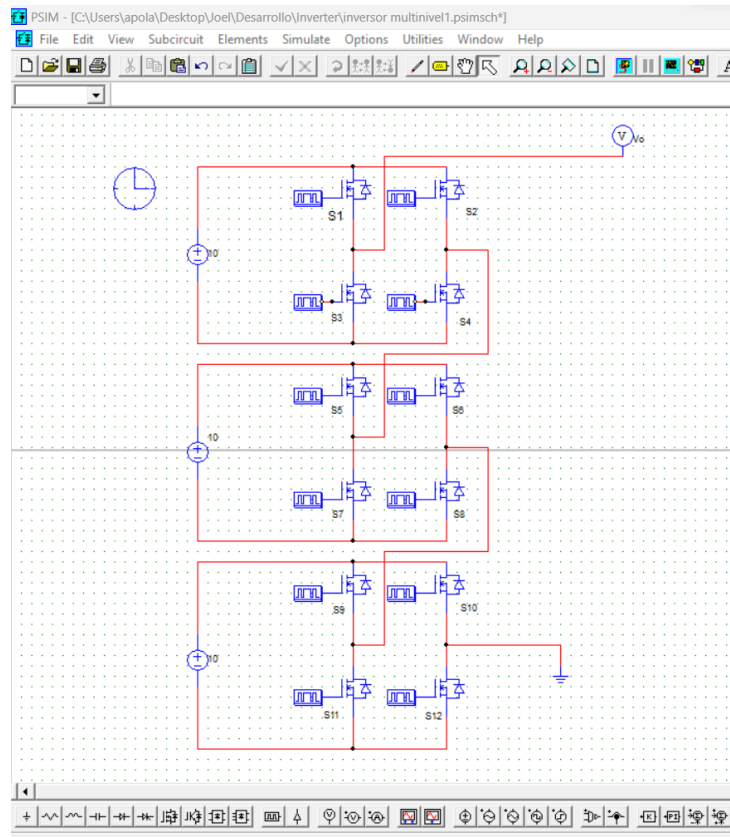 PSIM - [C:\Users\apola\Desktop\Joel\Desarrollo\Inverter\inversor multinivel1.psimsch*]
File Edit View Subcircuit Elements Simulate Options Utilities Window Help
V Vo
S1 S2
10
S3 S4
S5 S6
10
S7 S8
S9 S10
10
S11 S12